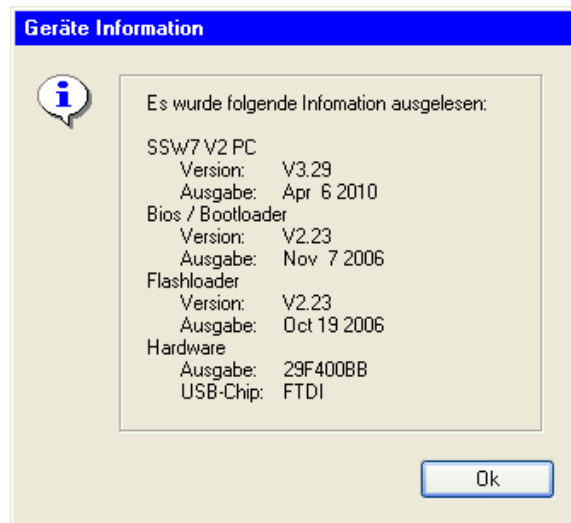 Geräte Information
Es wurde folgende Infomation ausgelesen:
SSW7 V2 PC
Version: V3.29
Ausgabe: Apr 6 2010
Bios / Bootloader
Version: V2.23
Ausgabe: Nov 7 2006
Flashloader
Version: V2.23
Ausgabe: Oct 19 2006
Hardware
Ausgabe: 29F400BB
USB-Chip: FTDI
Ok